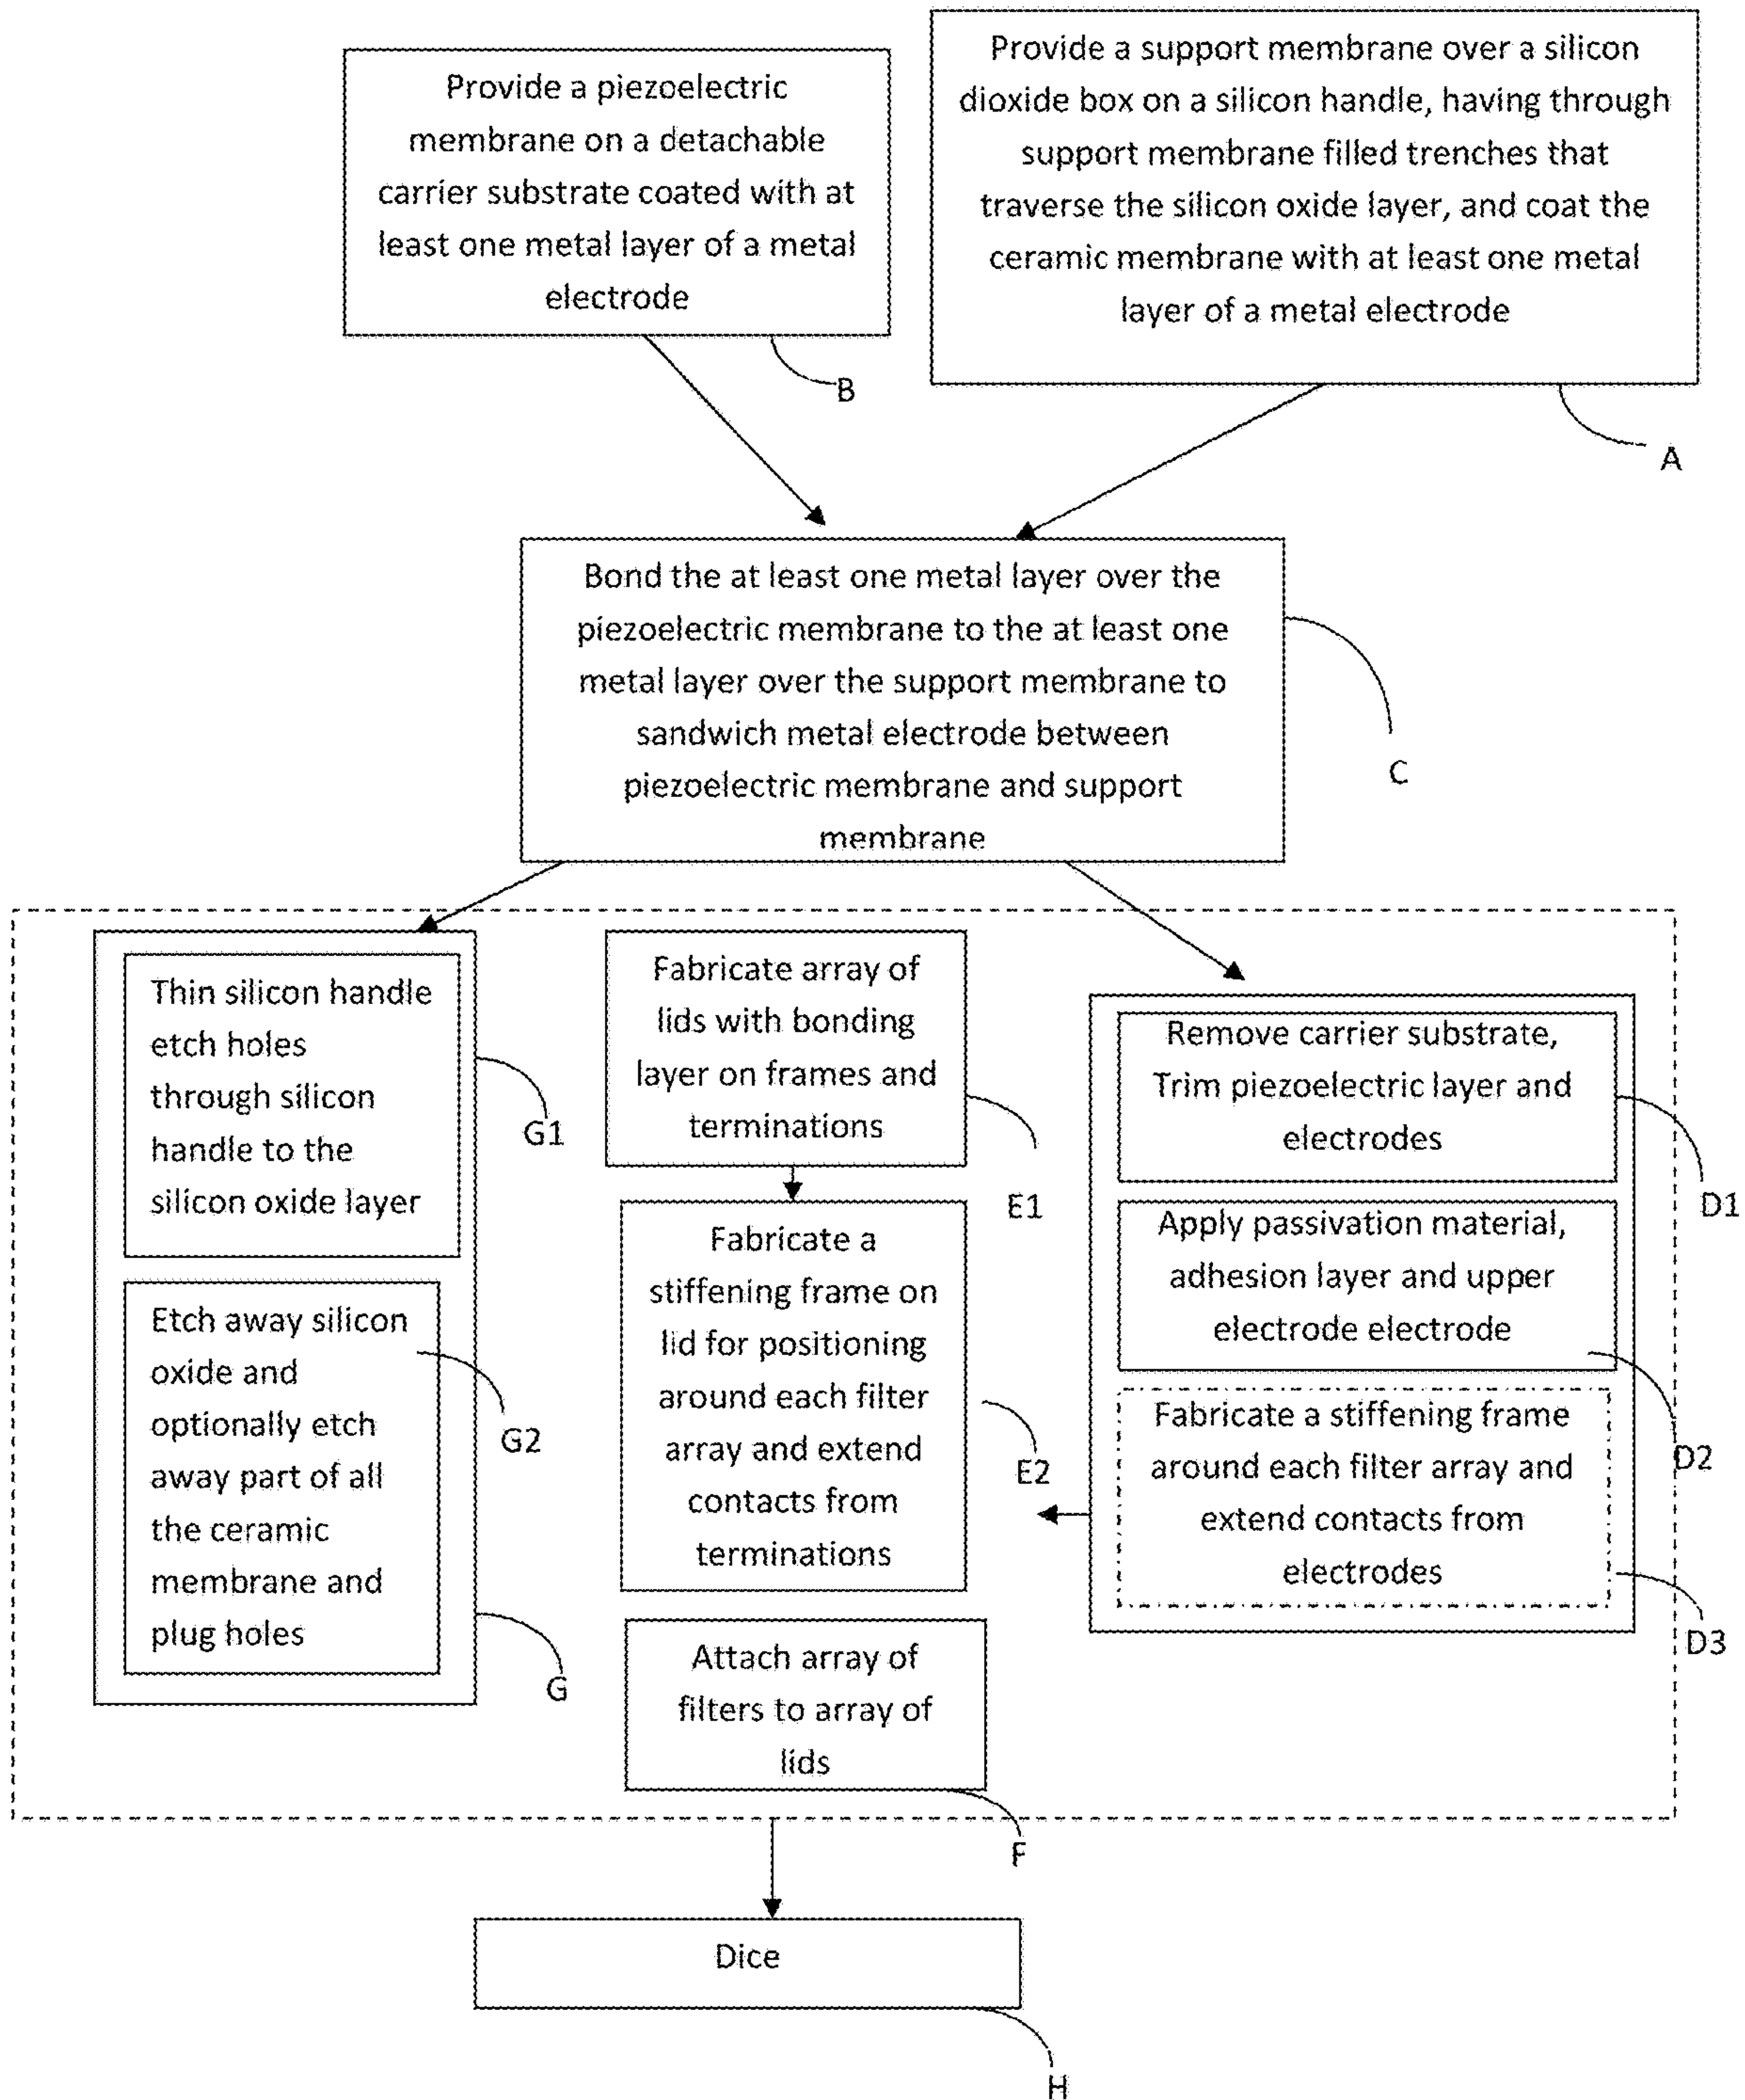 Provide a piezoelectric
membrane on a detachable
carrier substrate coated with at
least one metal layer of a metal
electrode
B
Provide a support membrane over a silicon
dioxide box on a silicon handle, having through
support membrane filled trenches that
traverse the silicon oxide layer, and coat the
ceramic membrane with at least one metal
layer of a metal electrode
A
Bond the at least one metal layer over the
piezoelectric membrane to the at least one
metal layer over the support membrane to
sandwich metal electrode between
piezoelectric membrane and support
membrane
C
Thin silicon handle
etch holes
through silicon
handle to the
silicon oxide layer
G1
Etch away silicon
oxide and
optionally etch
away part of all
the ceramic
membrane and
plug holes
G2
G
Fabricate array of
lids with bonding
layer on frames and
terminations
E1
Fabricate a
stiffening frame on
lid for positioning
around each filter
array and extend
contacts from
terminations
E2
Attach array of
filters to array of
lids
F
Remove carrier substrate,
Trim piezoelectric layer and
electrodes
D1
Apply passivation material,
adhesion layer and upper
electrode electrode
D2
Fabricate a stiffening frame
around each filter array and
extend contacts from
electrodes
D3
Dice
H